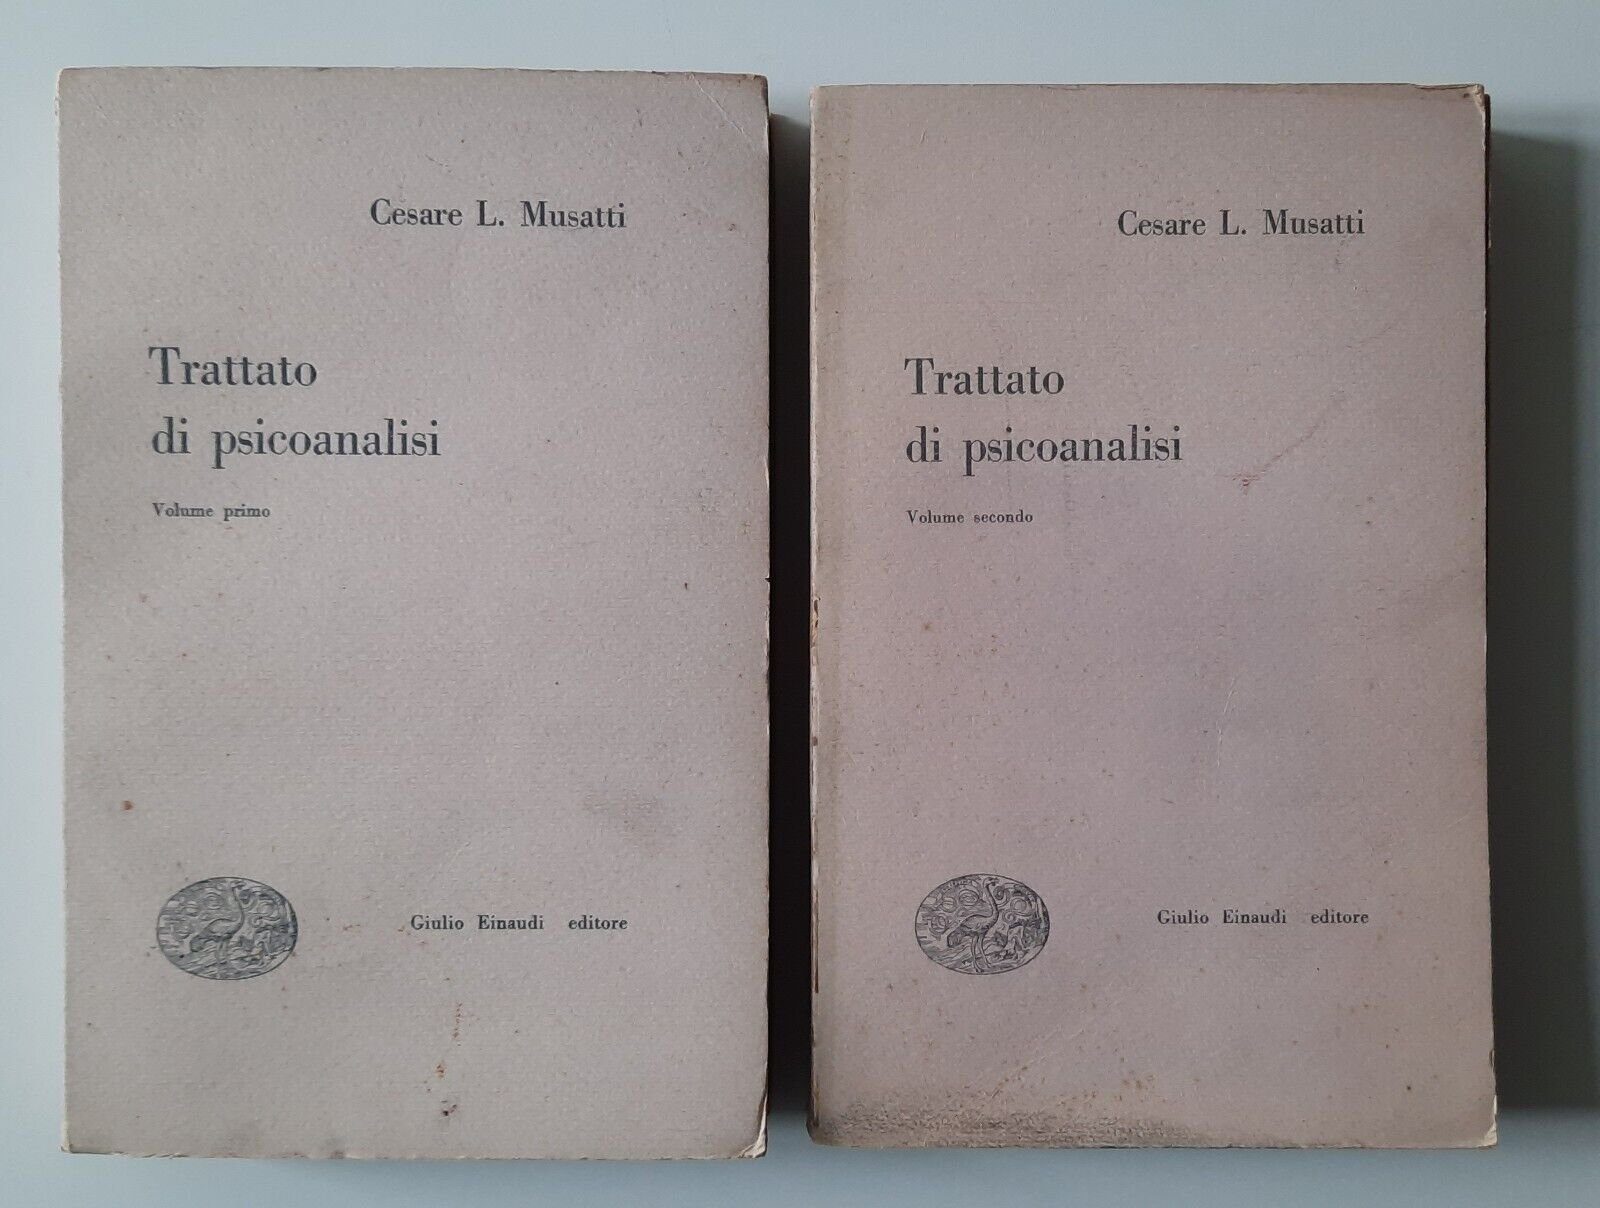 Cesare L. Musatti
Trattato
di psicoanalisi
Volume primo
Giulio Einaudi editore
Cesare L. Musatti
Trattato
di psicoanalisi
Volume secondo
Giulio Einaudi editore